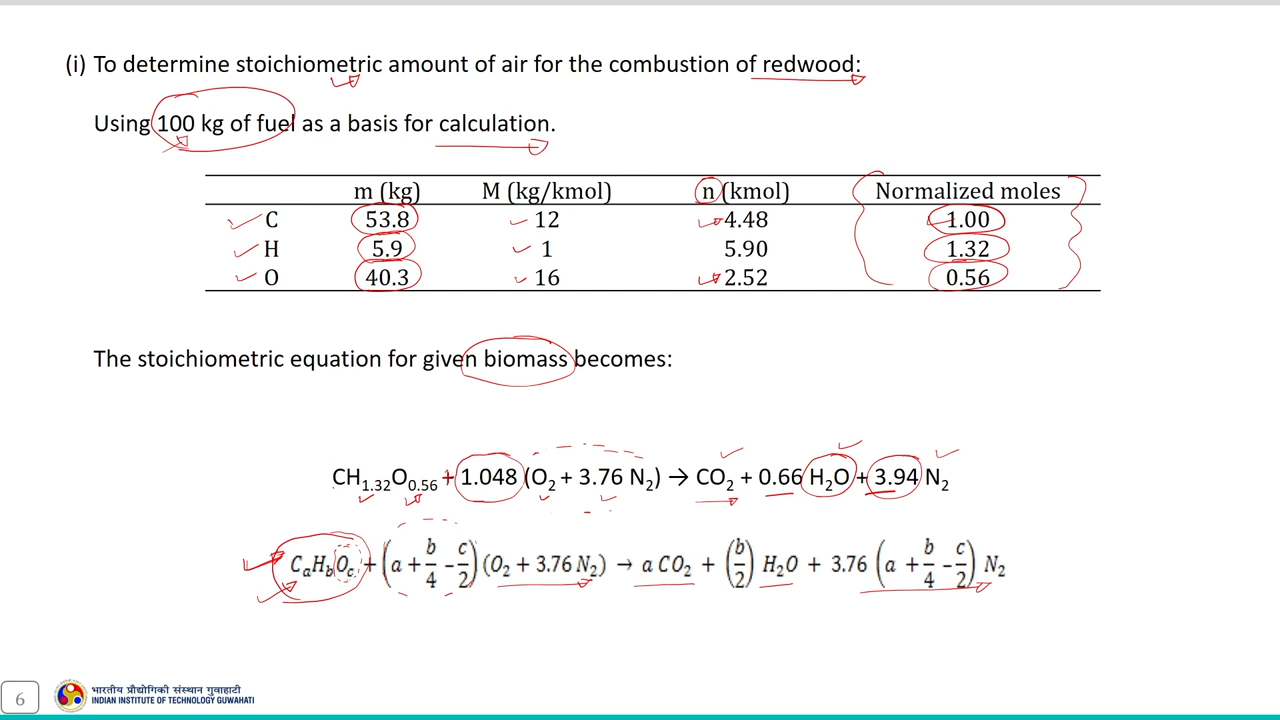 (i) To determine stoichiometric amount of air for the combustion of redwood:
Using 100 kg of fuel as a basis for calculation.
m (kg) M (kg/kmol) n (kmol) Normalized moles
C 53.8 12 4.48 1.00
H 5.9 1 5.90 1.32
O 40.3 16 2.52 0.56
The stoichiometric equation for given biomass becomes:
CH₁.₃₂O₀.₅₆ + 1.048 (O₂ + 3.76 N₂) → CO₂ + 0.66 H₂O + 3.94 N₂
CₐH_bO_c + (a + b/4 - c/2) (O₂ + 3.76 N₂) → a CO₂ + (b/2) H₂O + 3.76 (a + b/4 - c/2) N₂
6
भारतीय प्रौद्योगिकी संस्थान गुवाहाटी
INDIAN INSTITUTE OF TECHNOLOGY GUWAHATI